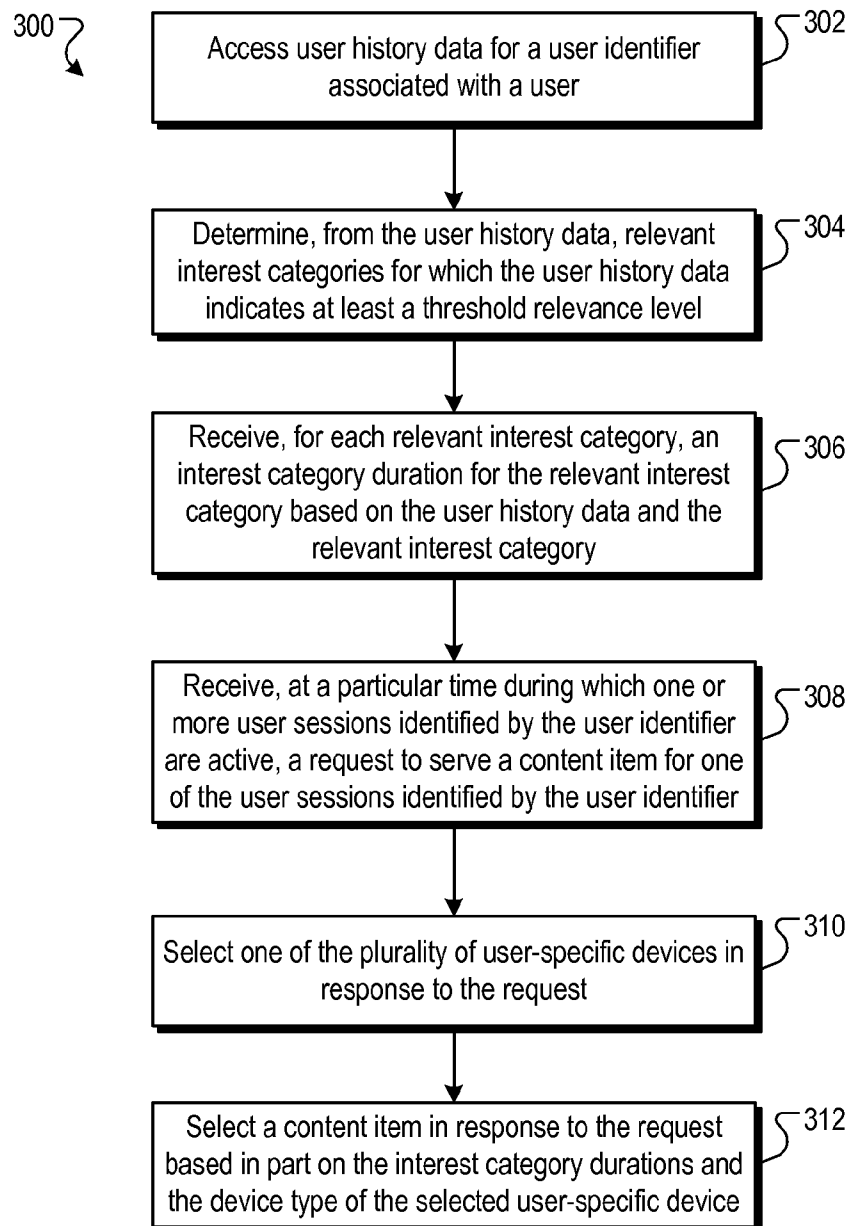 300
Access user history data for a user identifier
associated with a user
302
Determine, from the user history data, relevant
interest categories for which the user history data
indicates at least a threshold relevance level
304
Receive, for each relevant interest category, an
interest category duration for the relevant interest
category based on the user history data and the
relevant interest category
306
Receive, at a particular time during which one or
more user sessions identified by the user identifier
are active, a request to serve a content item for one
of the user sessions identified by the user identifier
308
Select one of the plurality of user-specific devices in
response to the request
310
Select a content item in response to the request
based in part on the interest category durations and
the device type of the selected user-specific device
312